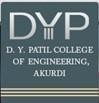 DYP
D. Y. PATIL COLLEGE
OF ENGINEERING,
AKURDI